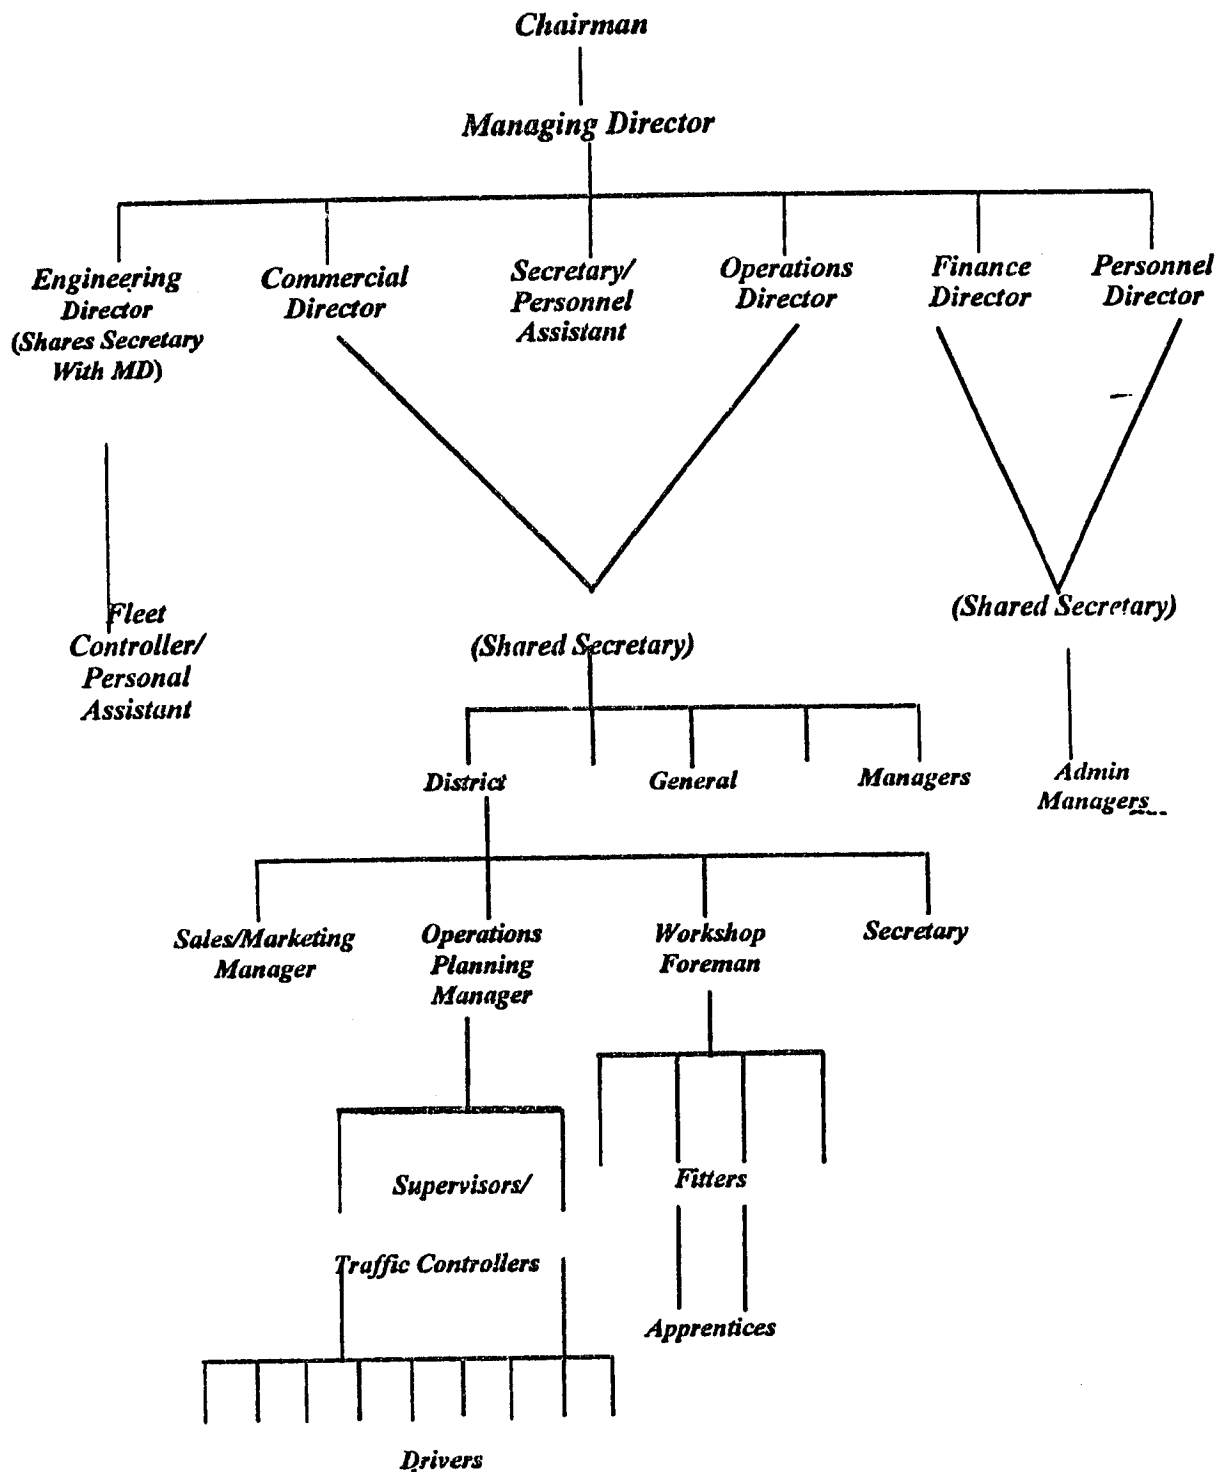 Chairman
Managing Director
Engineering
Director
(Shares Secretary
With MD)
Commercial
Director
Secretary/
Personnel
Assistant
Operations
Director
Finance
Director
Personnel
Director
Fleet
Controller/
Personal
Assistant
(Shared Secretary)
(Shared Secretary)
District General Managers
Admin
Managers
Sales/Marketing
Manager
Operations
Planning
Manager
Workshop
Foreman
Secretary
Supervisors/
Traffic Controllers
Fitters
Apprentices
Drivers